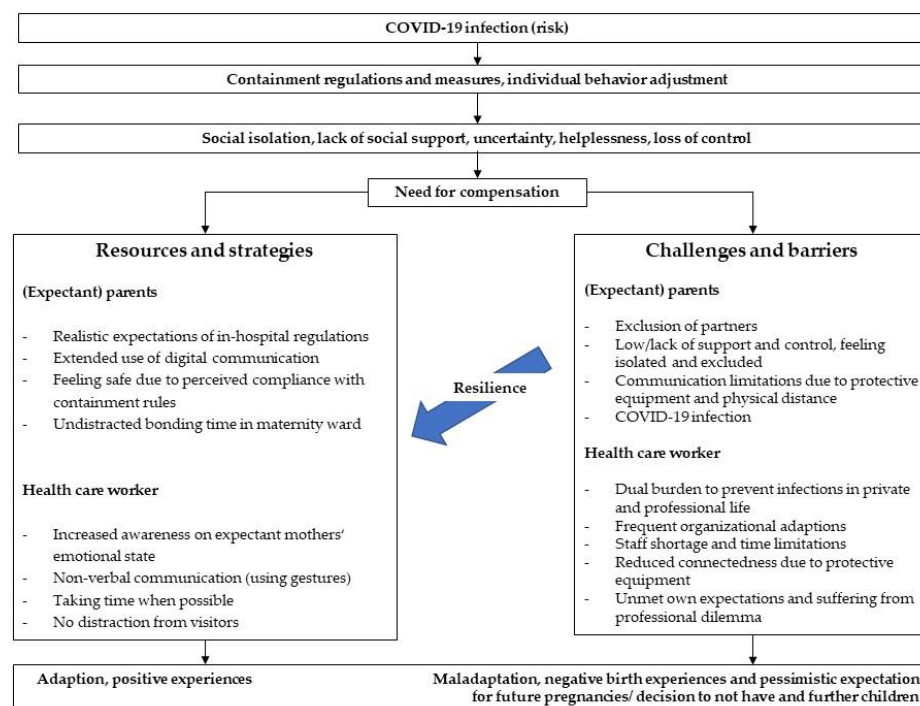 COVID-19 infection (risk)
Containment regulations and measures, individual behavior adjustment
Social isolation, lack of social support, uncertainty, helplessness, loss of control
Need for compensation
Resources and strategies
(Expectant) parents
- Realistic expectations of in-hospital regulations
- Extended use of digital communication
- Feeling safe due to perceived compliance with
containment rules
- Undistracted bonding time in maternity ward
Health care worker
- Increased awareness on expectant mothers‘
emotional state
- Non-verbal communication (using gestures)
- Taking time when possible
- No distraction from visitors
Resilience
Challenges and barriers
(Expectant) parents
- Exclusion of partners
- Low/lack of support and control, feeling
isolated and excluded
- Communication limitations due to protective
equipment and physical distance
- COVID-19 infection
Health care worker
- Dual burden to prevent infections in private
and professional life
- Frequent organizational adaptions
- Staff shortage and time limitations
- Reduced connectedness due to protective
equipment
- Unmet own expectations and suffering from
professional dilemma
Adaption, positive experiences
Maladaptation, negative birth experiences and pessimistic expectation
for future pregnancies/ decision to not have and further children